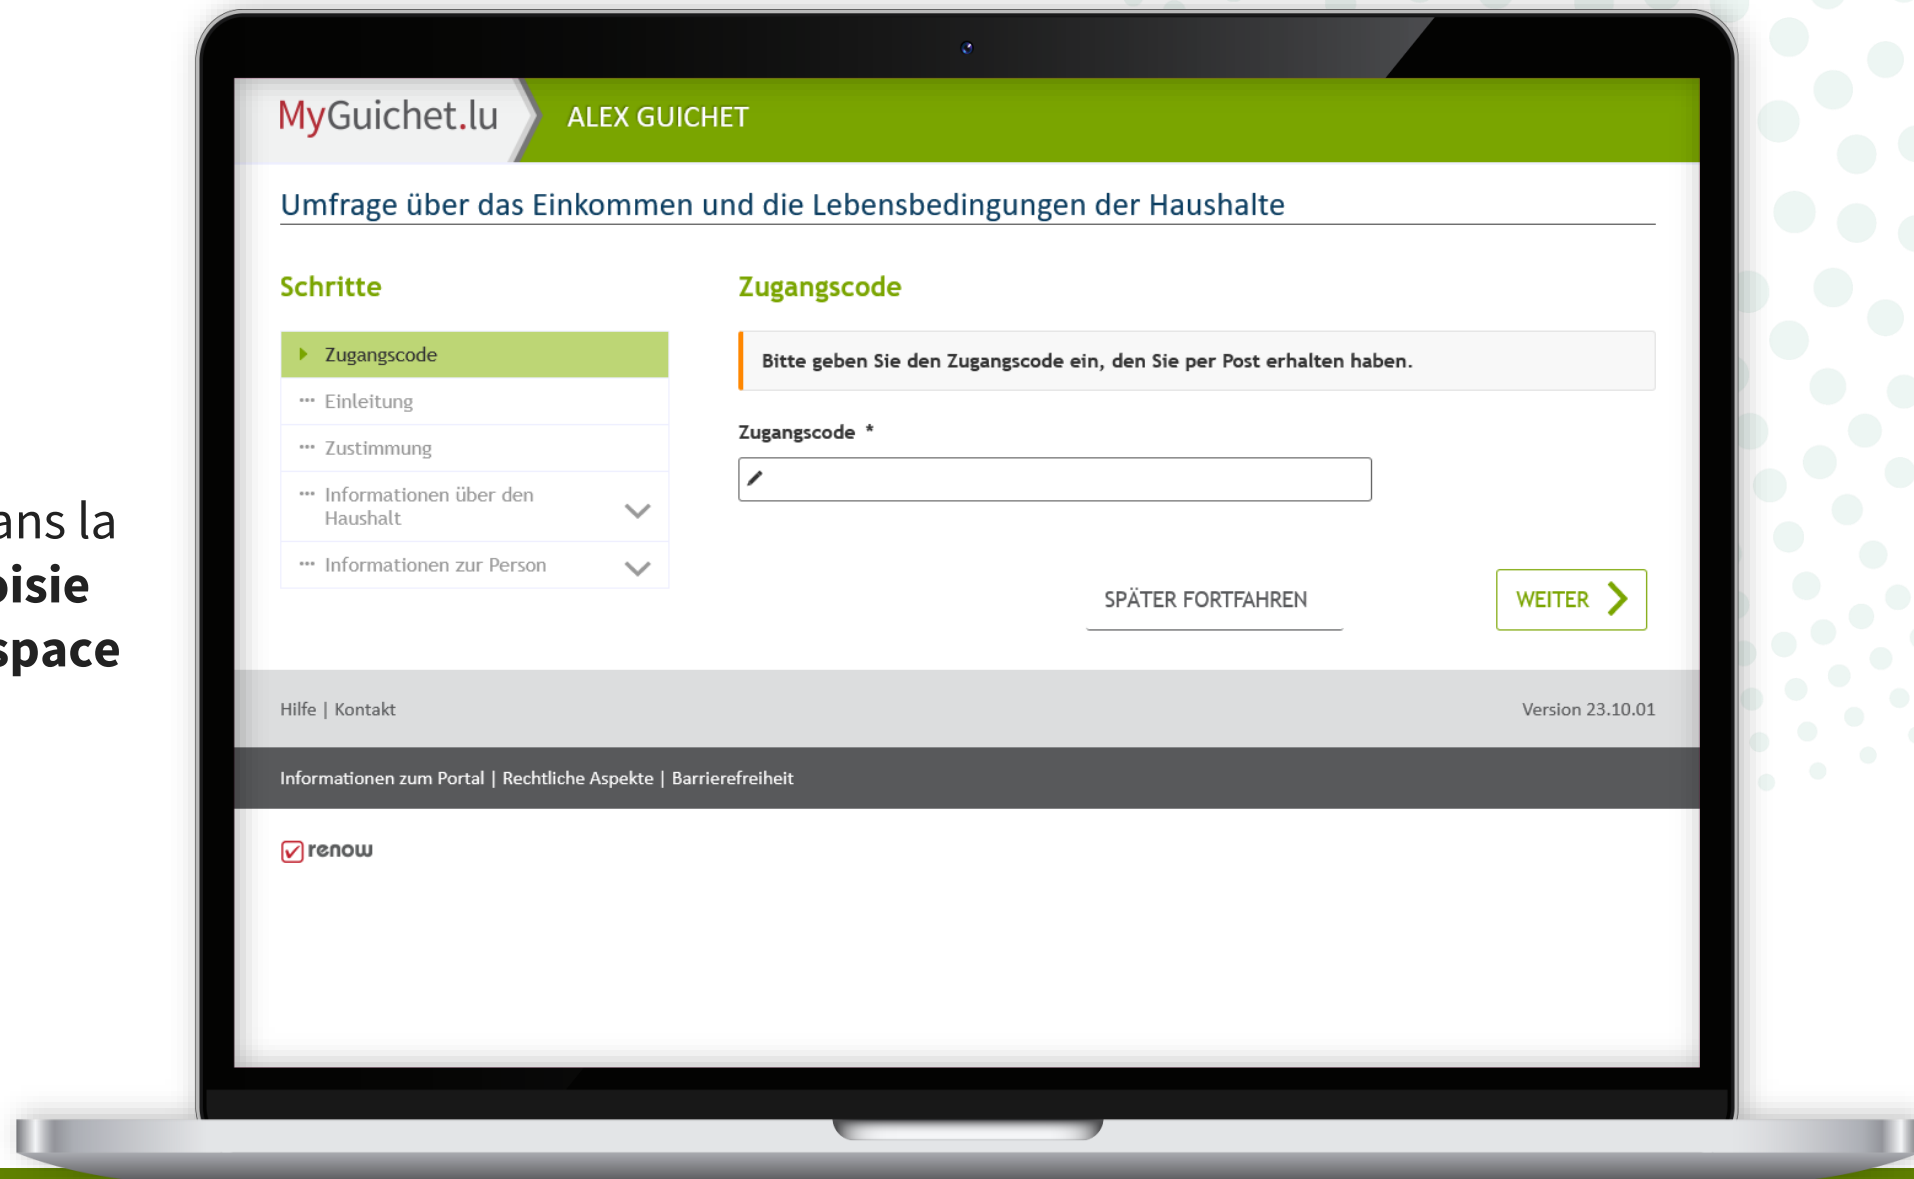 ans la
oisie
space
MyGuichet.lu
ALEX GUICHET
Umfrage über das Einkommen und die Lebensbedingungen der Haushalte
Schritte
Zugangscode
Einleitung
Zustimmung
Informationen über den
Haushalt
Informationen zur Person
Zugangscode
Bitte geben Sie den Zugangscode ein, den Sie per Post erhalten haben.
Zugangscode *
SPÄTER FORTFAHREN
WEITER
Hilfe | Kontakt
Version 23.10.01
Informationen zum Portal | Rechtliche Aspekte | Barrierefreiheit
renow